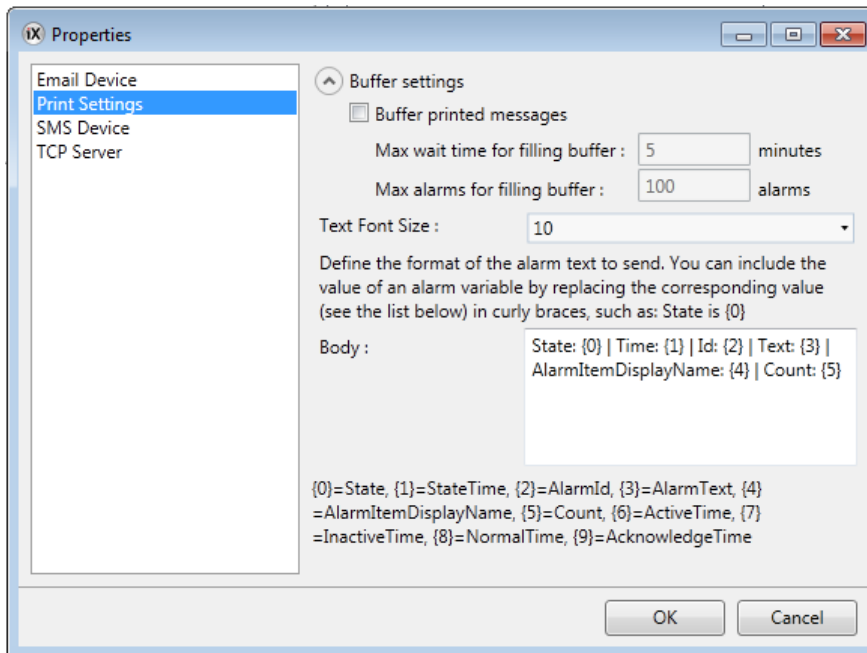 iX Properties
Email Device
Print Settings
SMS Device
TCP Server
Buffer settings
Buffer printed messages
Max wait time for filling buffer : 5 minutes
Max alarms for filling buffer : 100 alarms
Text Font Size : 10
Define the format of the alarm text to send. You can include the
value of an alarm variable by replacing the corresponding value
(see the list below) in curly braces, such as: State is {0}
Body : State: {0} | Time: {1} | Id: {2} | Text: {3} |
AlarmItemDisplayName: {4} | Count: {5}
{0}=State, {1}=StateTime, {2}=AlarmId, {3}=AlarmText, {4}
=AlarmItemDisplayName, {5}=Count, {6}=ActiveTime, {7}
=InactiveTime, {8}=NormalTime, {9}=AcknowledgeTime
OK Cancel